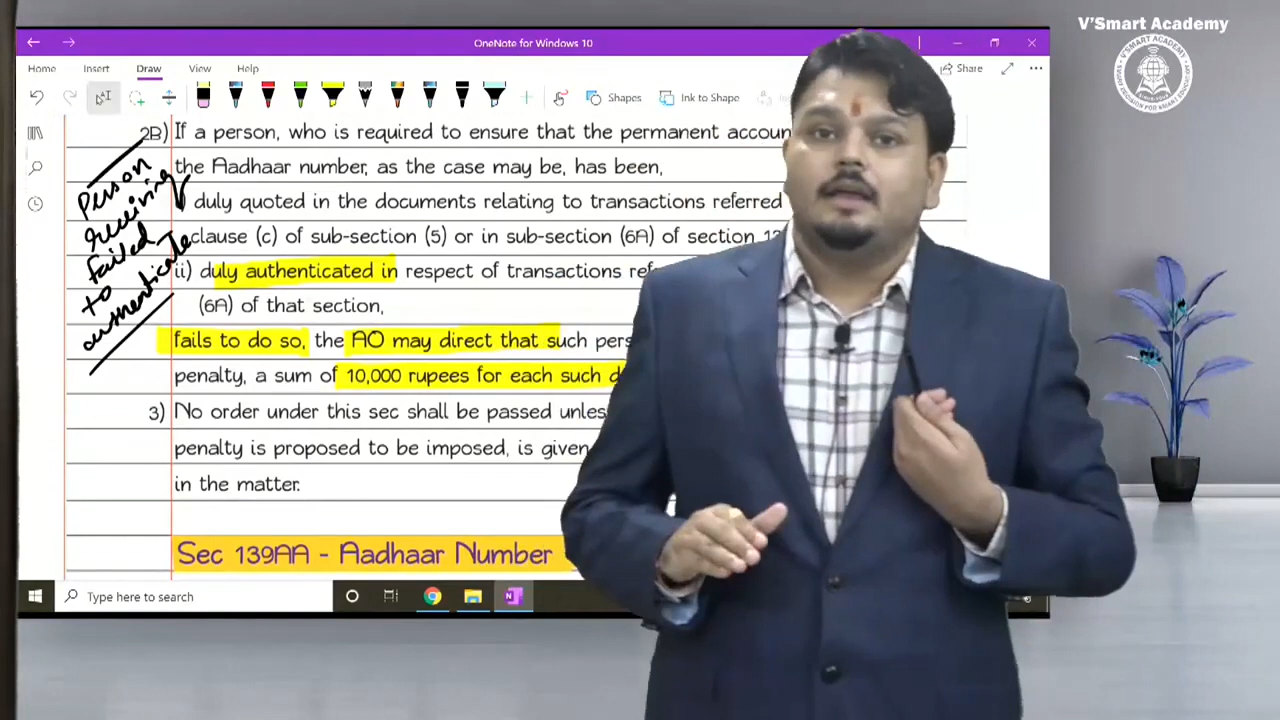 V'Smart Academy
OneNote for Windows 10
Home Insert Draw View Help
Share
Shapes Ink to Shape
2B) If a person, who is required to ensure that the permanent
the Aadhaar number, as the case may be, has been,
duly quoted in the documents relating to transactions referred
clause (c) of sub-section (5) or in sub-section (6A) of section
ii) duly authenticated in respect of transactions
(6A) of that section,
fails to do so, the AO may direct that such
penalty, a sum of 10,000 rupees for each such
3) No order under this sec shall be passed
penalty is proposed to be imposed, is given
in the matter.
Person
receiving
failed
to
authenticate
Sec 139AA - Aadhaar Number
Type here to search